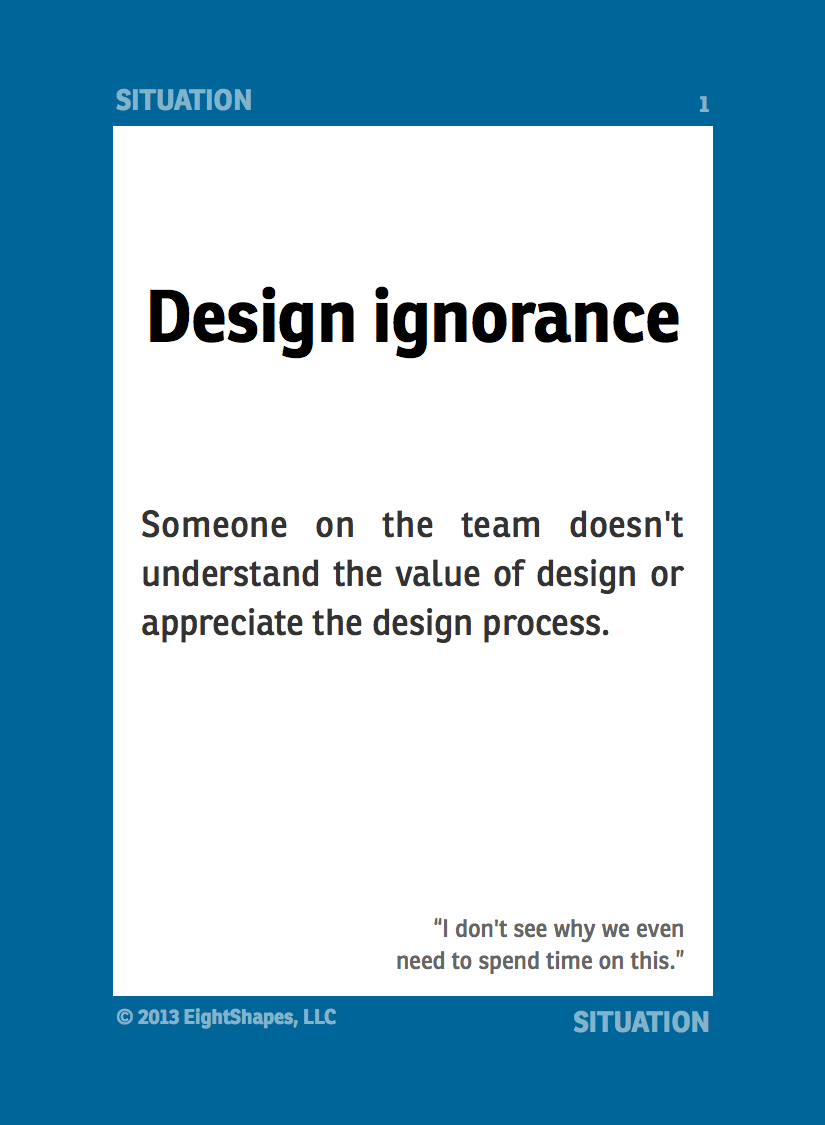 SITUATION
1
Design ignorance
Someone on the team doesn't
understand the value of design or
appreciate the design process.
“I don't see why we even
need to spend time on this.”
© 2013 EightShapes, LLC
SITUATION